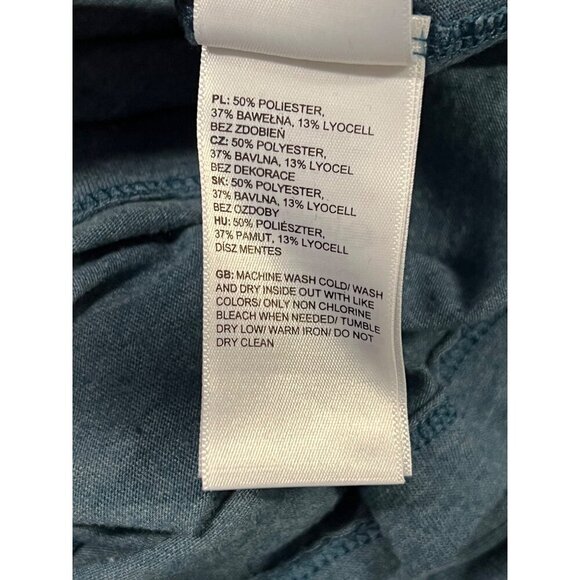 PL: 50% POLIESTER,
37% BAWEŁNA, 13% LYOCELL
BEZ ZDOBIEŃ
CZ: 50% POLYESTER,
37% BAVLNA, 13% LYOCEL
BEZ DEKORACE
SK: 50% POLYESTER,
37% BAVLNA, 13% LYOCELL
BEZ OZDOBY
HU: 50% POLIÉSZTER,
37% PAMUT, 13% LYOCELL
DÍSZ MENTES
GB: MACHINE WASH COLD/ WASH
AND DRY INSIDE OUT WITH LIKE
COLORS/ ONLY NON CHLORINE
BLEACH WHEN NEEDED/ TUMBLE
DRY LOW/ WARM IRON/ DO NOT
DRY CLEAN